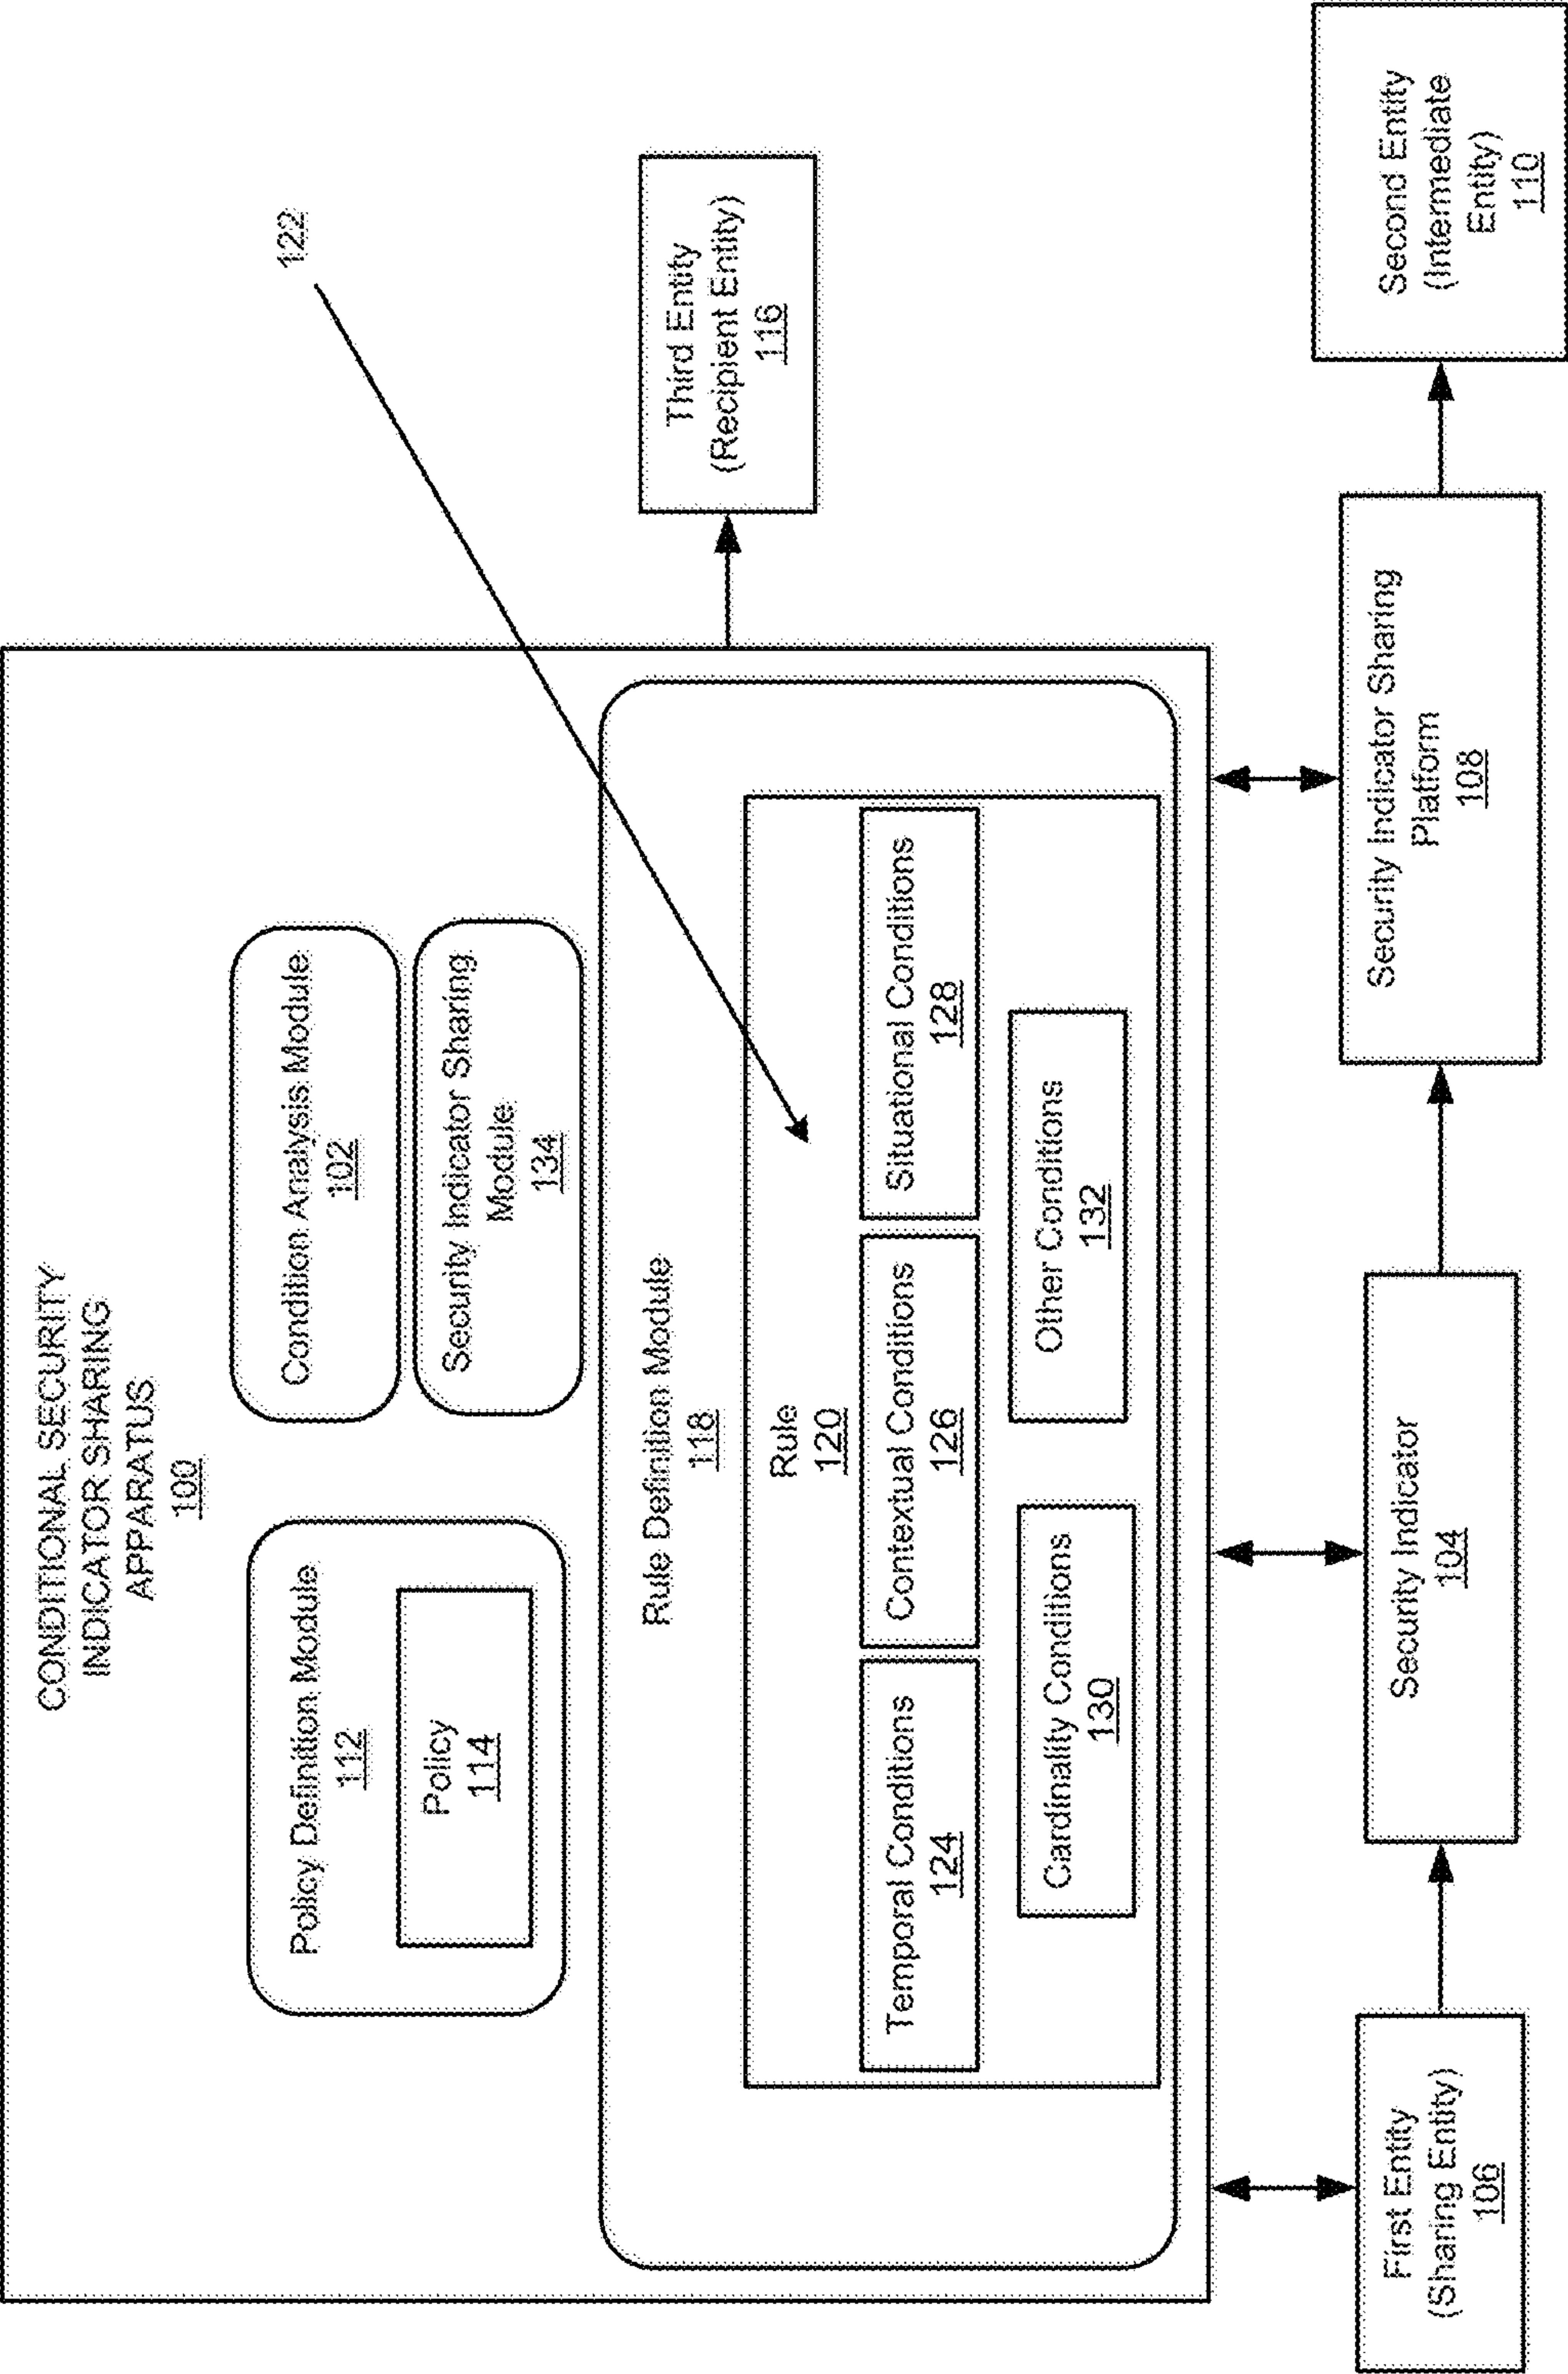 CONDITIONAL SECURITY
INDICATOR SHARING
APPARATUS
100
Policy Definition Module
112
Policy
114
Condition Analysis Module
102
Security Indicator Sharing
Module
134
122
Rule Definition Module
118
Rule
120
Temporal Conditions
124
Contextual Conditions
126
Situational Conditions
128
Cardinality Conditions
130
Other Conditions
132
Third Entity
(Recipient Entity)
116
First Entity
(Sharing Entity)
106
Security Indicator
104
Security Indicator Sharing
Platform
108
Second Entity
(Intermediate
Entity)
110